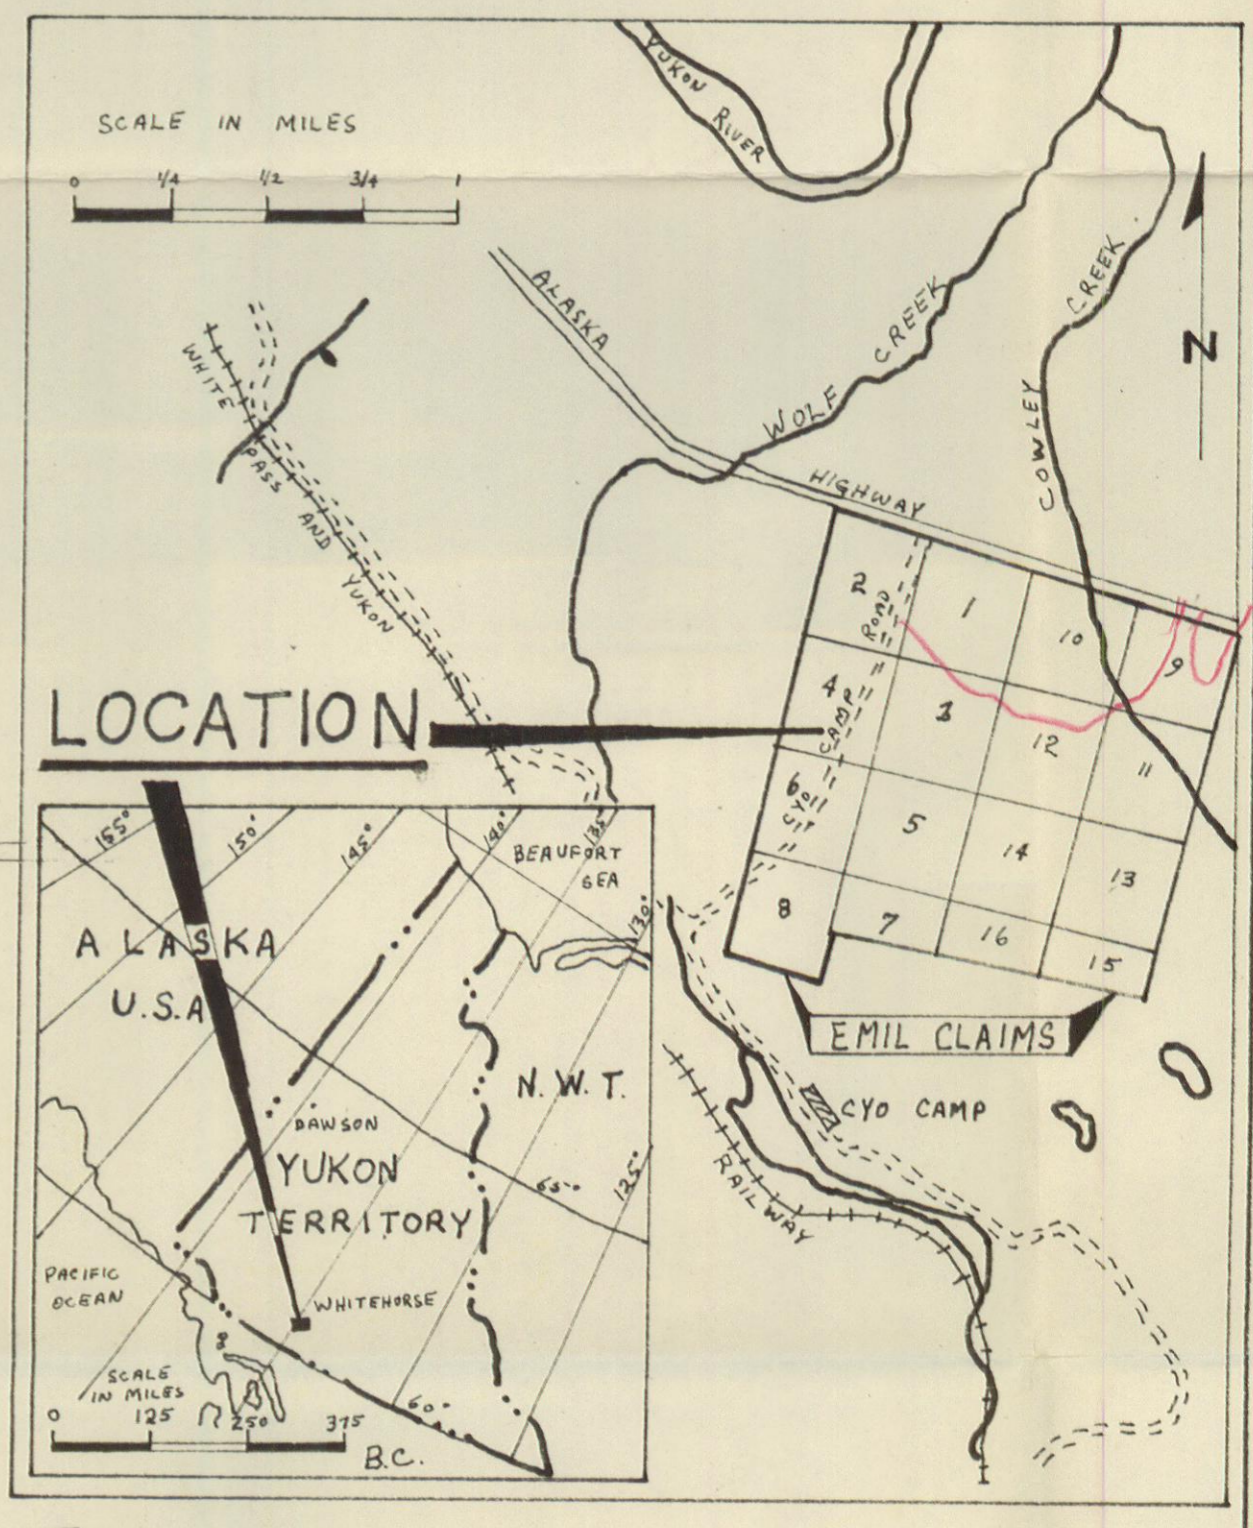 SCALE IN MILES
0 1/4 1/2 3/4 1
YUKON RIVER
ALASKA HIGHWAY
WOLF CREEK
COWLEY CREEK
N
WHITE PASS AND YUKON
RAILWAY
CYO CAMP ROAD
2
1
10
9
4
3
12
11
6
5
14
13
8
7
16
15
EMIL CLAIMS
CYO CAMP
LOCATION
155°
150°
145°
140°
135°
130°
BEAUFORT
SEA
ALASKA
U.S.A
N.W.T.
DAWSON
YUKON
TERRITORY
65°
125°
PACIFIC
OCEAN
WHITEHORSE
SCALE
IN MILES
0 125 250 375
60°
B.C.